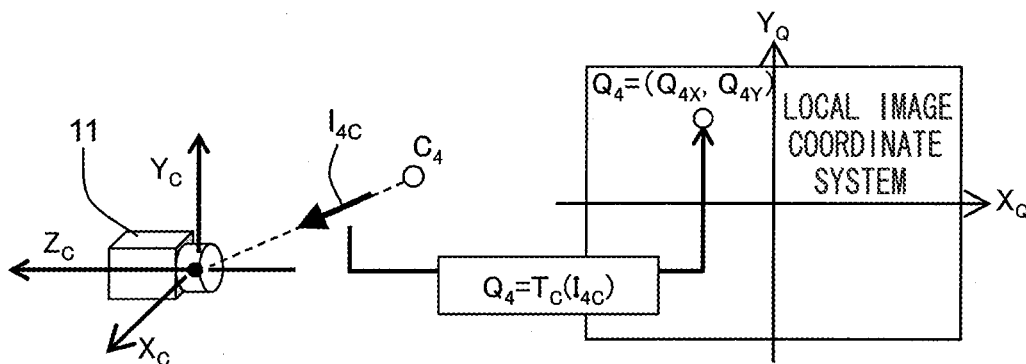 11
Y_C
Z_C
X_C
I_4C
C_4
Q_4=T_C(I_4C)
Y_Q
Q_4=(Q_4X, Q_4Y)
LOCAL IMAGE
COORDINATE
SYSTEM
X_Q